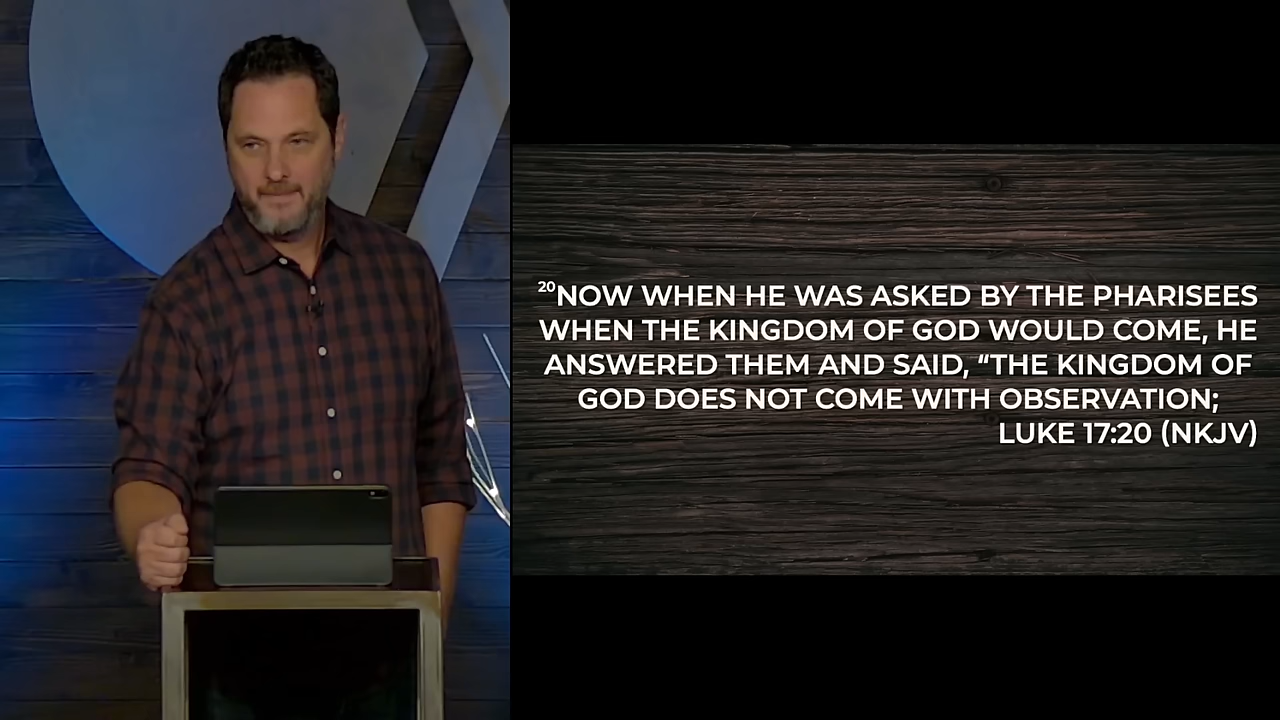 20NOW WHEN HE WAS ASKED BY THE PHARISEES
WHEN THE KINGDOM OF GOD WOULD COME, HE
ANSWERED THEM AND SAID, “THE KINGDOM OF
GOD DOES NOT COME WITH OBSERVATION;
LUKE 17:20 (NKJV)